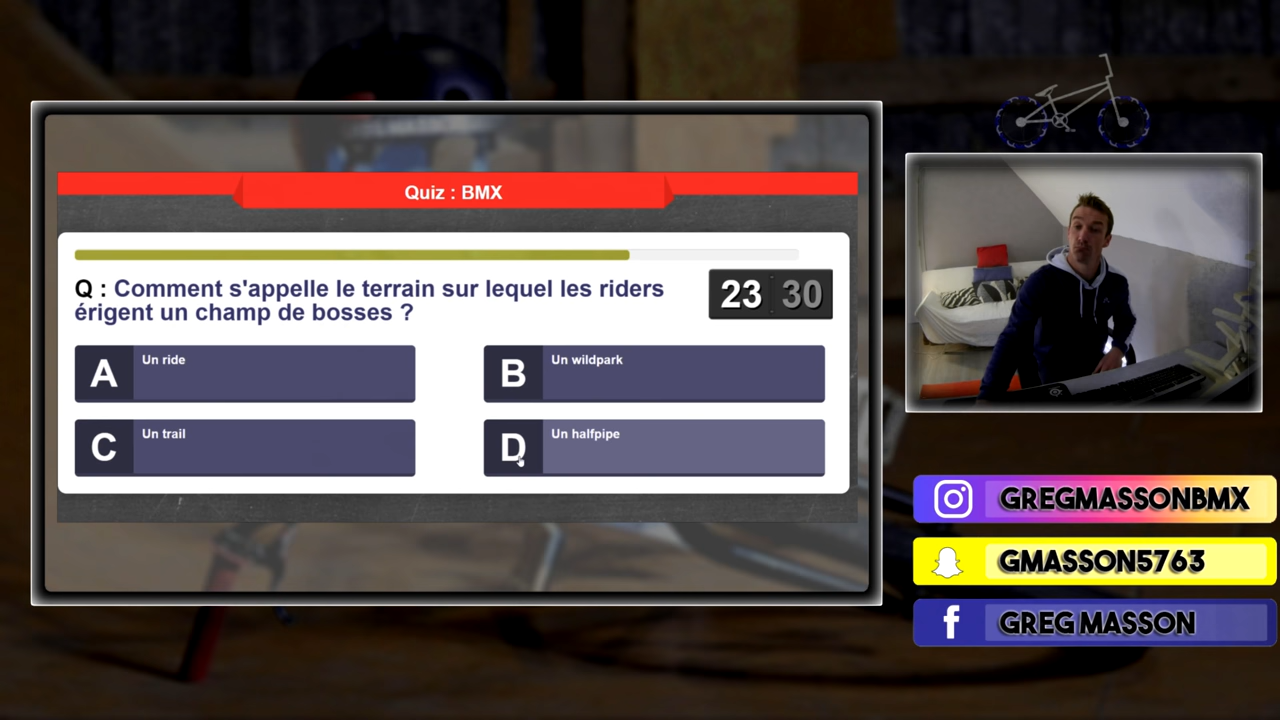 Quiz : BMX
Q : Comment s'appelle le terrain sur lequel les riders
érigent un champ de bosses ?
23 30
A Un ride
B Un wildpark
C Un trail
D Un halfpipe
GREGMASSONBMX
GMASSON5763
f GREG MASSON